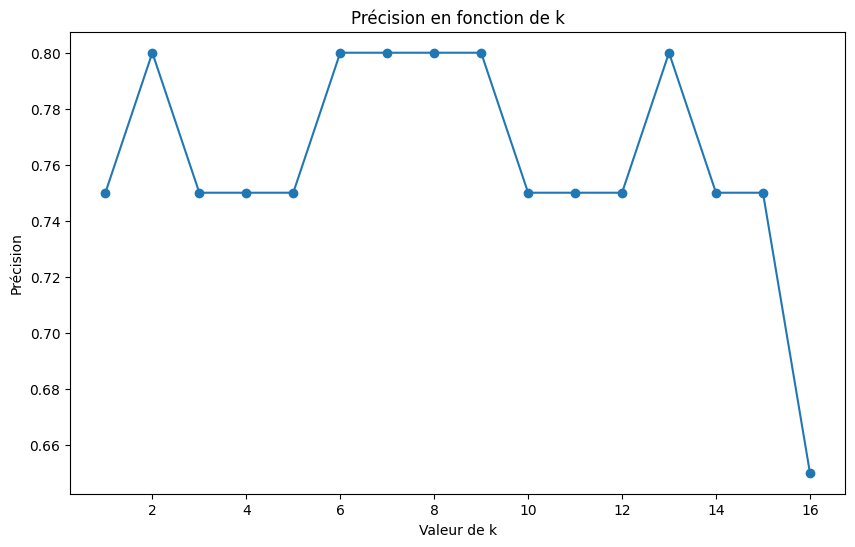 Précision en fonction de k
Précision
0.80
0.78
0.76
0.74
0.72
0.70
0.68
0.66
2 4 6 8 10 12 14 16
Valeur de k